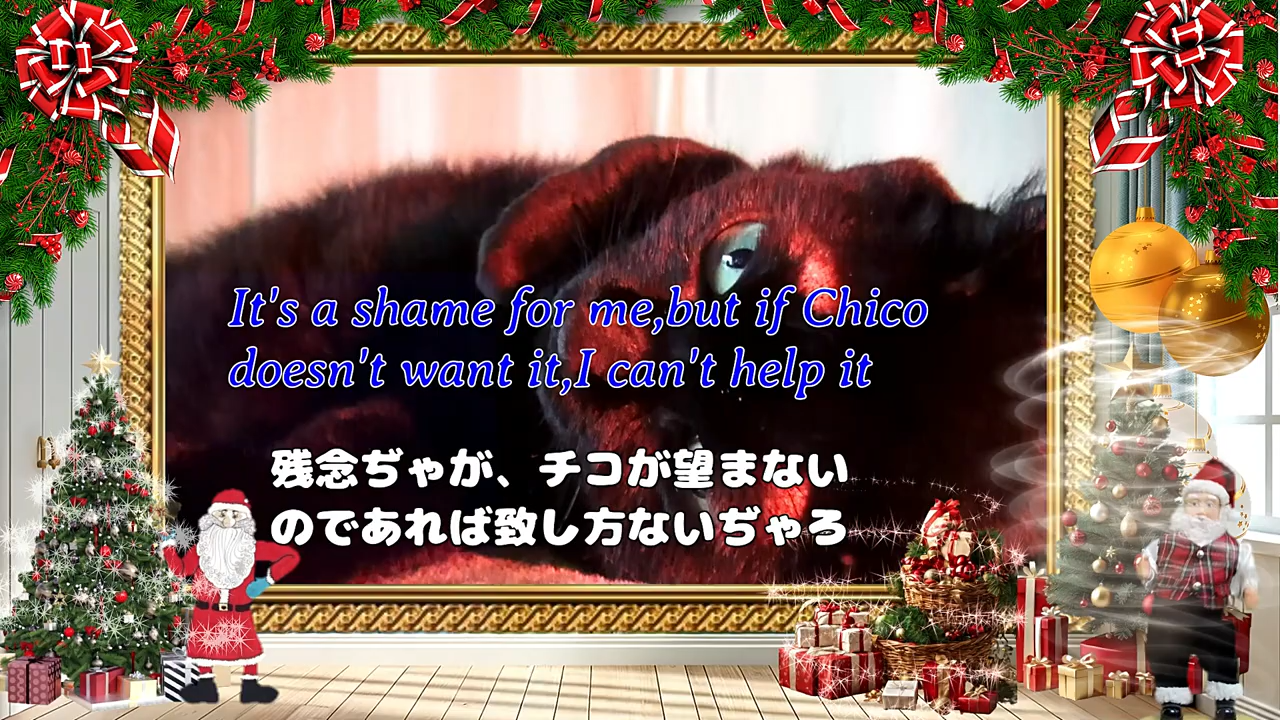 It's a shame for me,but if Chico
doesn't want it,I can't help it
残念ぢゃが、チコが望まない
のであれば致し方ないぢゃる